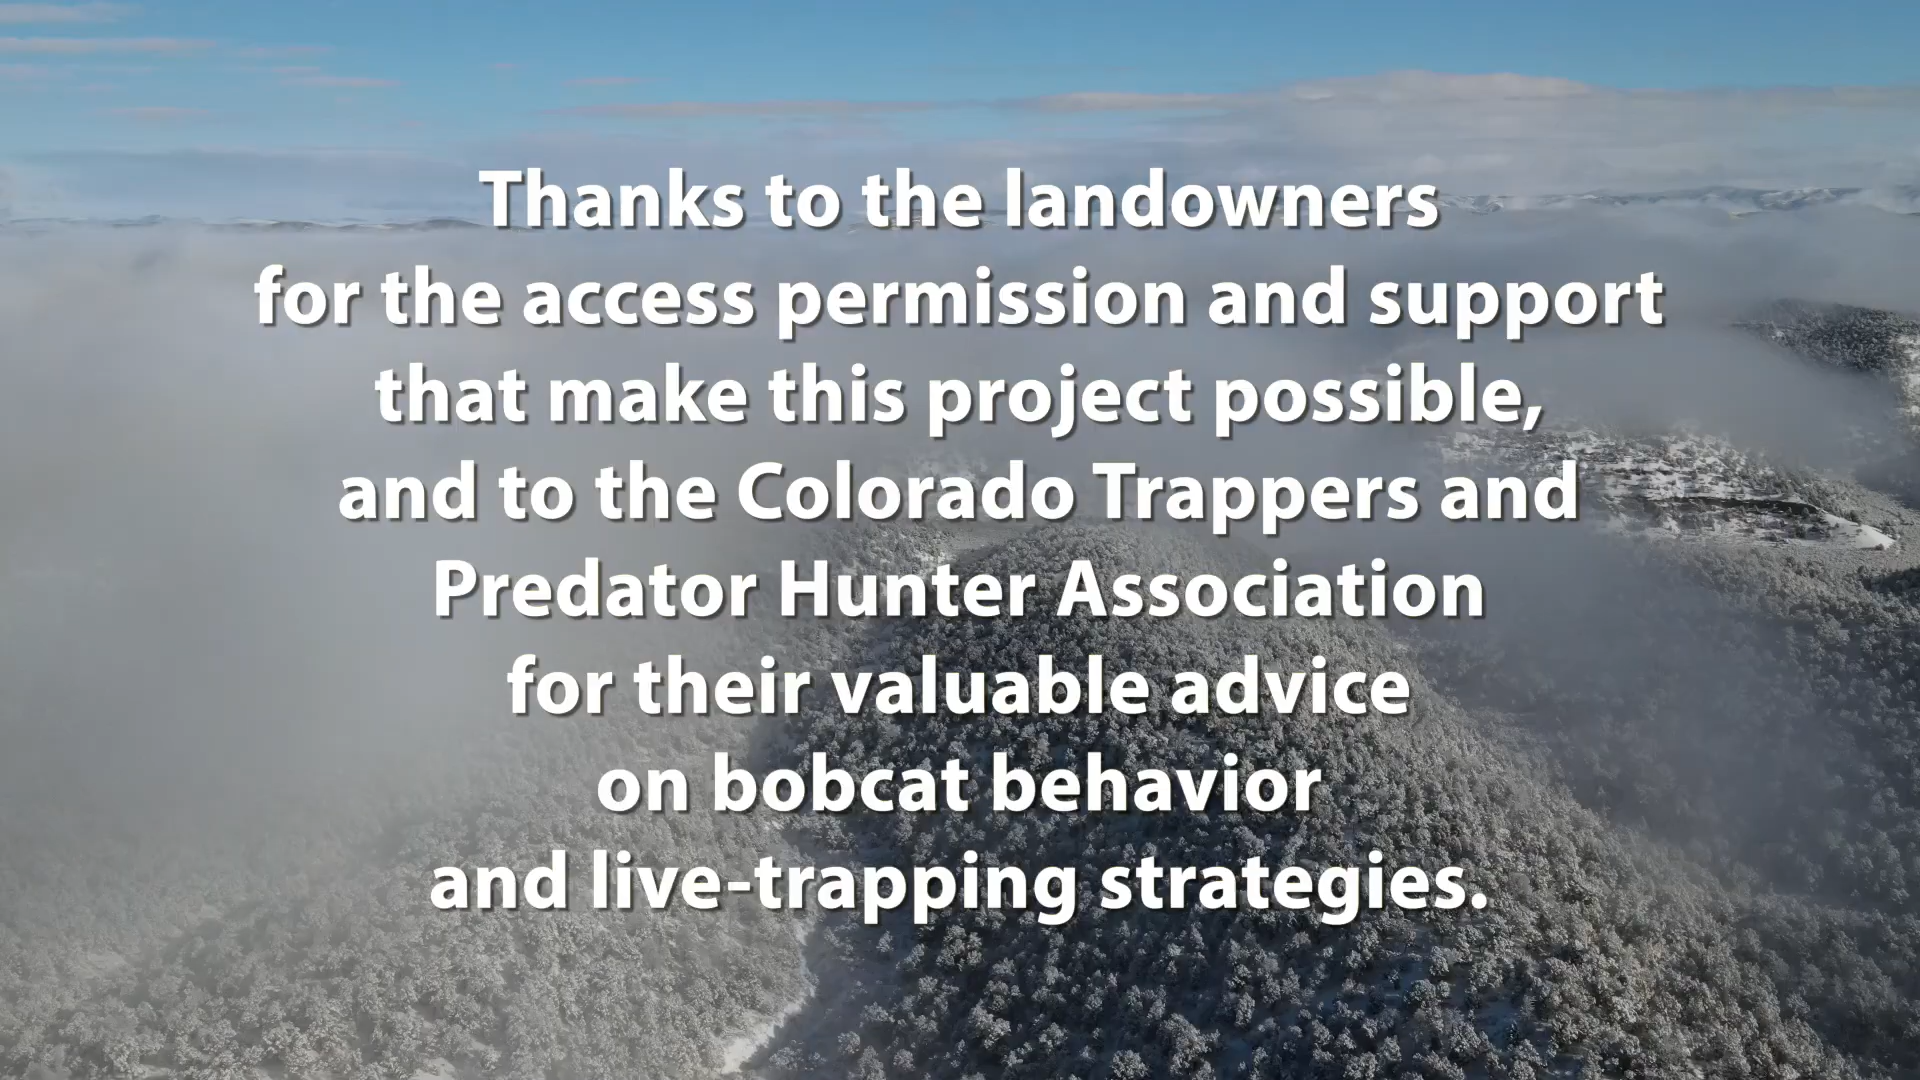 Thanks to the landowners
for the access permission and support
that make this project possible,
and to the Colorado Trappers and
Predator Hunter Association
for their valuable advice
on bobcat behavior
and live-trapping strategies.